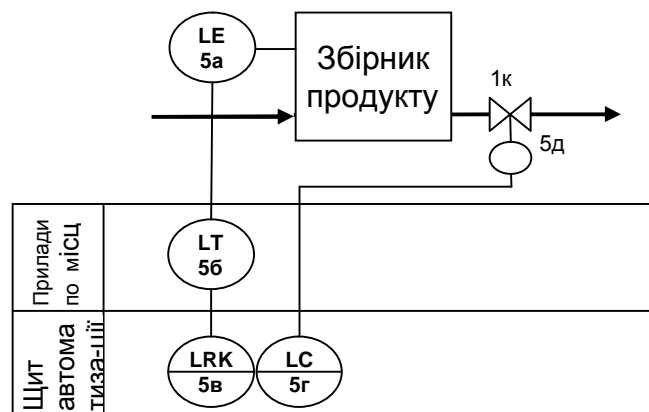 LE
5а
Збірник
продукту
1к
5д
Прилади
по місц
LT
5б
Щит
автома
тиза-ції
LRK
5в
LC
5г